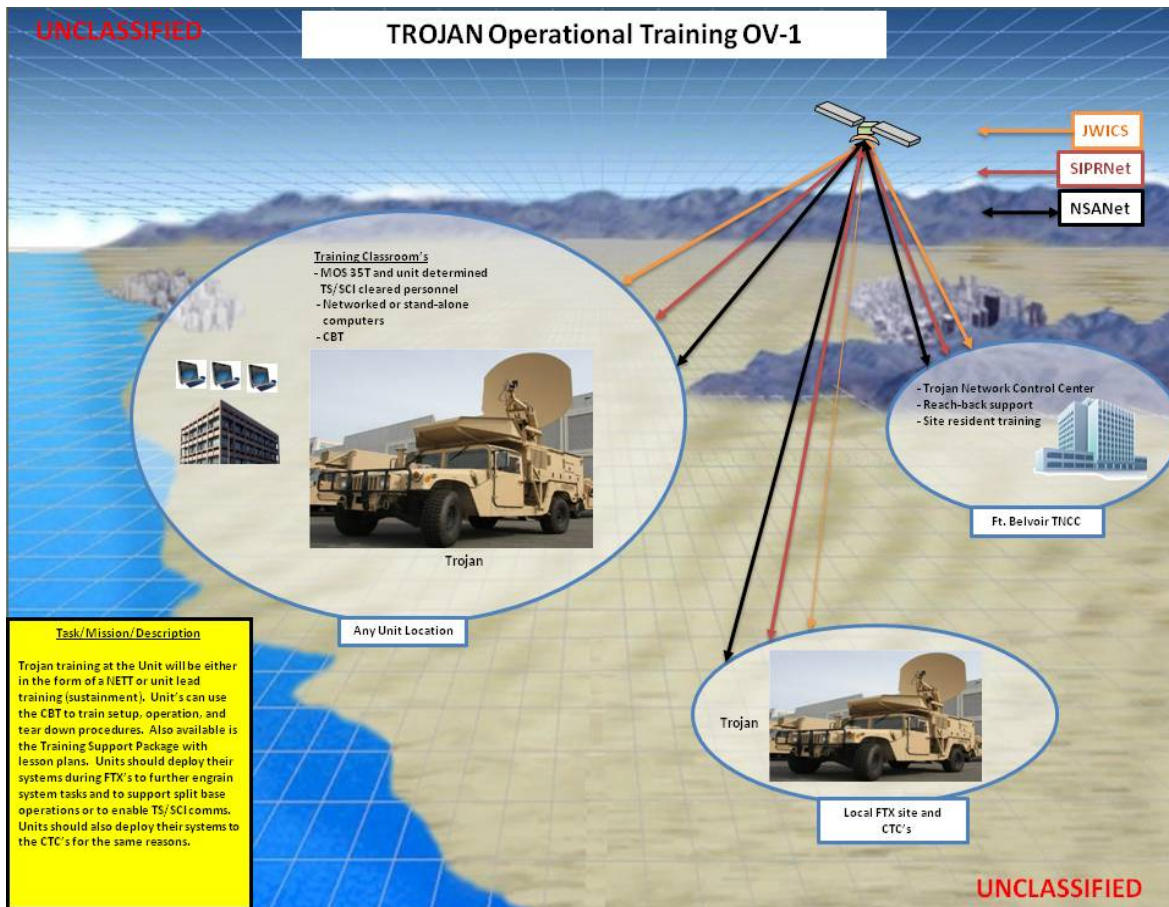 UNCLASSIFIED
TROJAN Operational Training OV-1
JWICS
SIPRNet
NSANet
Training Classroom's
- MOS 35T and unit determined
TS/SCI cleared personnel
- Networked or stand-alone
computers
- CBT
Trojan
Any Unit Location
- Trojan Network Control Center
- Reach-back support
- Site resident training
Ft. Belvoir TNCC
Trojan
Local FTX site and
CTC's
Task/Mission/Description
Trojan training at the Unit will be either
in the form of a NETT or unit lead
training (sustainment). Unit's can use
the CBT to train setup, operation, and
tear down procedures. Also available is
the Training Support Package with
lesson plans. Units should deploy their
systems during FTX's to further engrain
system tasks and to support split base
operations or to enable TS/SCI comms.
Units should also deploy their systems to
the CTC's for the same reasons.
UNCLASSIFIED